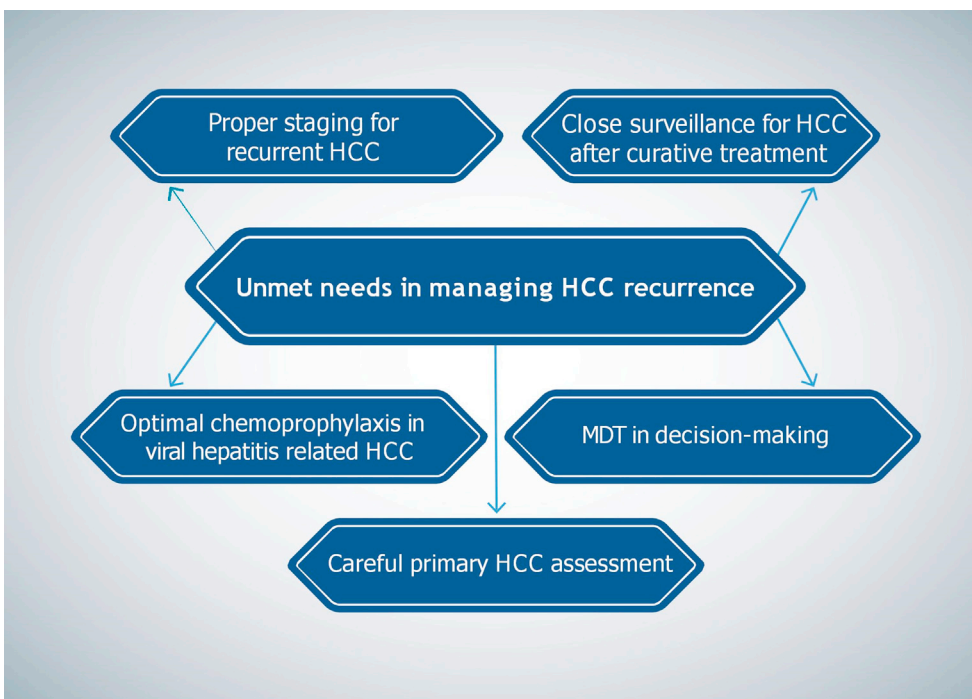 Proper staging for
recurrent HCC
Close surveillance for HCC
after curative treatment
Unmet needs in managing HCC recurrence
Optimal chemoprophylaxis in
viral hepatitis related HCC
MDT in decision-making
Careful primary HCC assessment